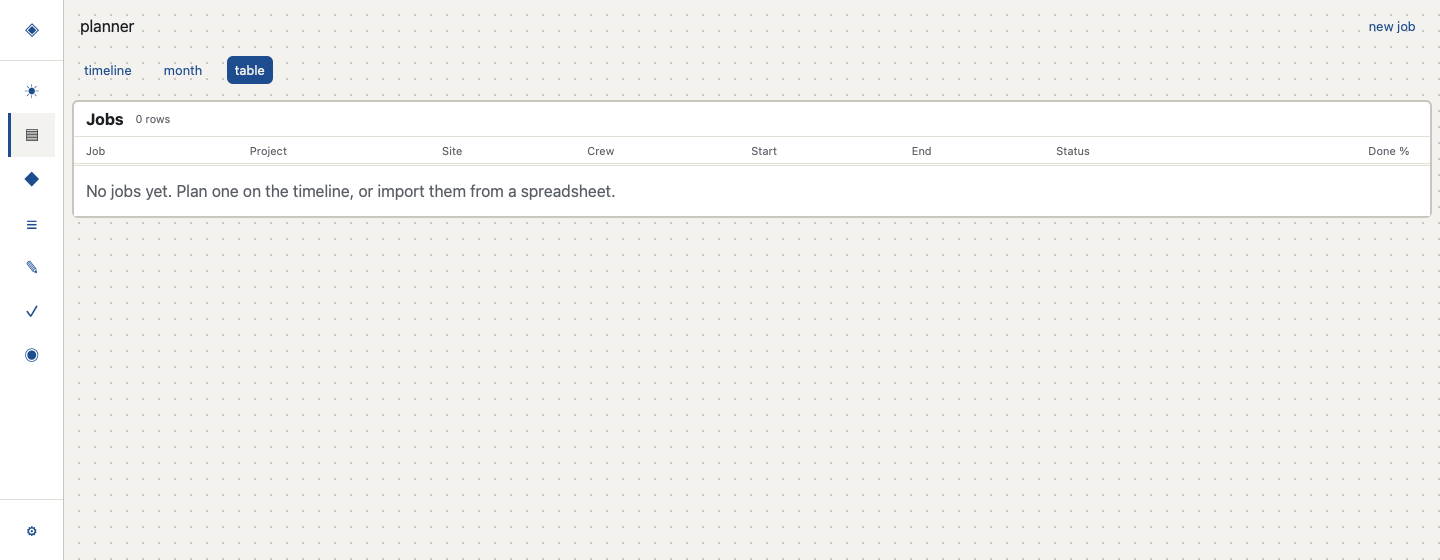 planner
new job
timeline month table
Jobs 0 rows
Job Project Site Crew Start End Status Done %
No jobs yet. Plan one on the timeline, or import them from a spreadsheet.